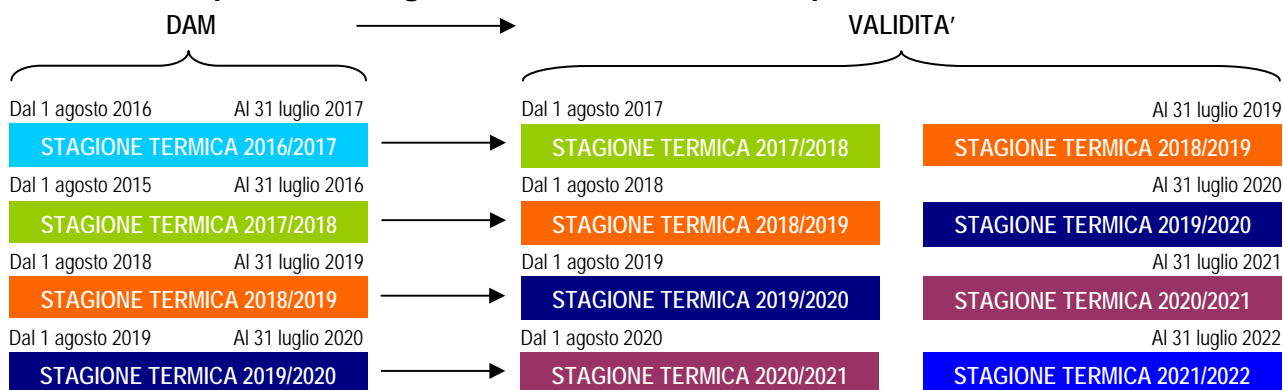 DAM VALIDITA’
Dal 1 agosto 2016 Al 31 luglio 2017 Dal 1 agosto 2017 Al 31 luglio 2019
STAGIONE TERMICA 2016/2017 STAGIONE TERMICA 2017/2018 STAGIONE TERMICA 2018/2019
Dal 1 agosto 2015 Al 31 luglio 2016 Dal 1 agosto 2018 Al 31 luglio 2020
STAGIONE TERMICA 2017/2018 STAGIONE TERMICA 2018/2019 STAGIONE TERMICA 2019/2020
Dal 1 agosto 2018 Al 31 luglio 2019 Dal 1 agosto 2019 Al 31 luglio 2021
STAGIONE TERMICA 2018/2019 STAGIONE TERMICA 2019/2020 STAGIONE TERMICA 2020/2021
Dal 1 agosto 2019 Al 31 luglio 2020 Dal 1 agosto 2020 Al 31 luglio 2022
STAGIONE TERMICA 2019/2020 STAGIONE TERMICA 2020/2021 STAGIONE TERMICA 2021/2022